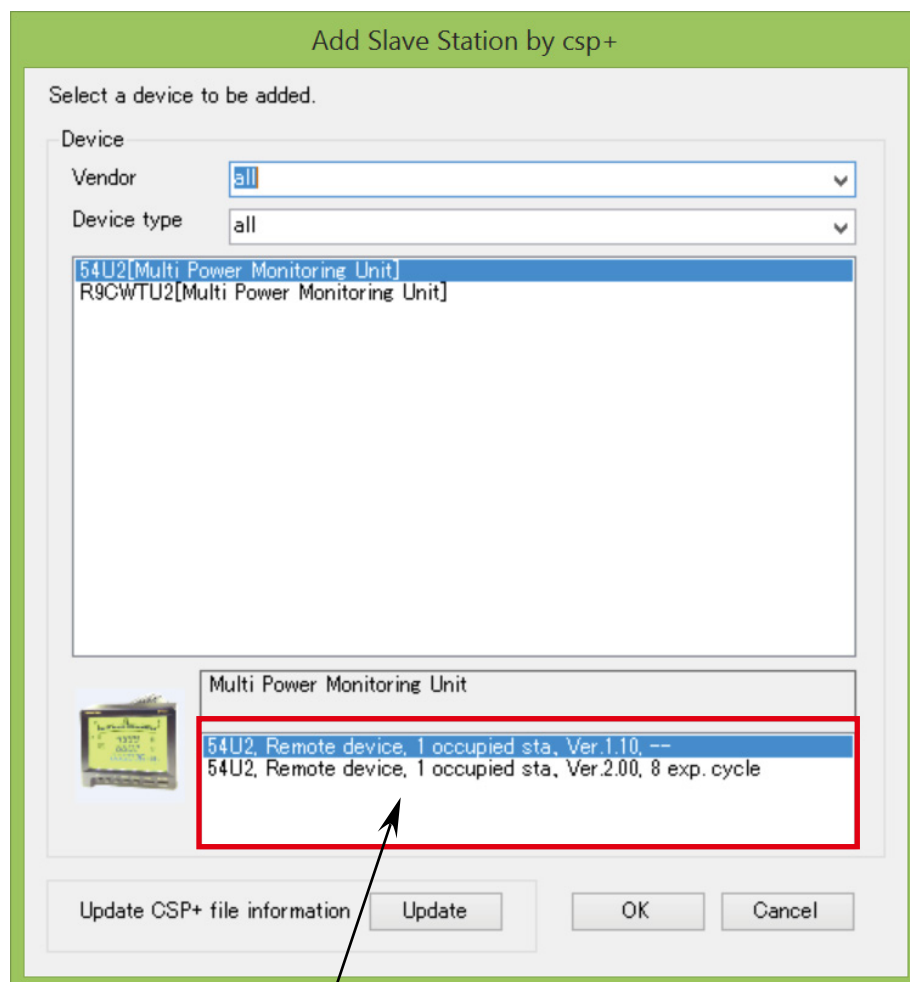 Add Slave Station by csp+
Select a device to be added.
Device
Vendor
all
Device type
all
54U2[Multi Power Monitoring Unit]
R9CWTU2[Multi Power Monitoring Unit]
Multi Power Monitoring Unit
54U2, Remote device, 1 occupied sta, Ver.1.10, --
54U2, Remote device, 1 occupied sta, Ver.2.00, 8 exp. cycle
Update CSP+ file information
Update
OK
Cancel